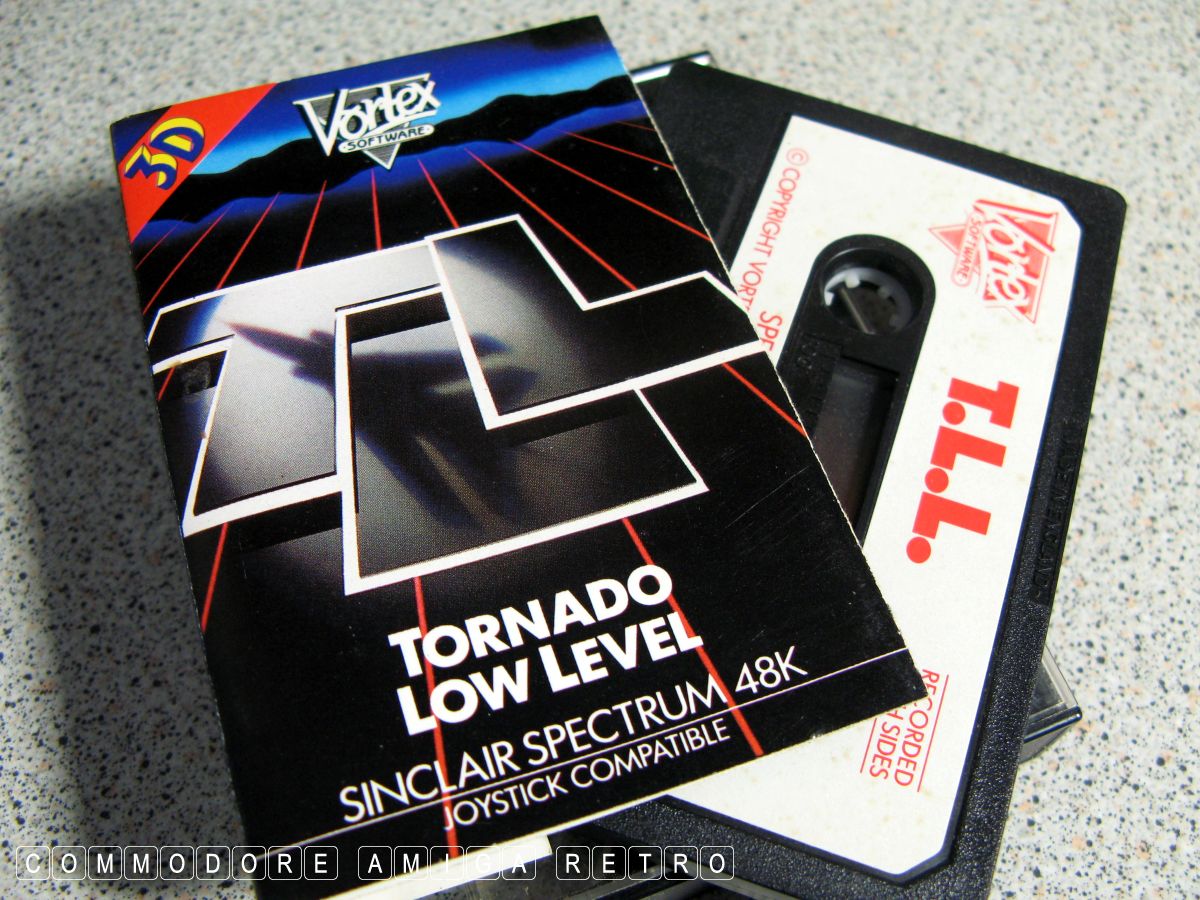 3D
Vortex
SOFTWARE
TLL
TORNADO
LOW LEVEL
SINCLAIR SPECTRUM 48K
JOYSTICK COMPATIBLE
Vortex
SOFTWARE
© COPYRIGHT
T.L.L.
RECORDED
SIDES
COMMODORE AMIGA RETRO